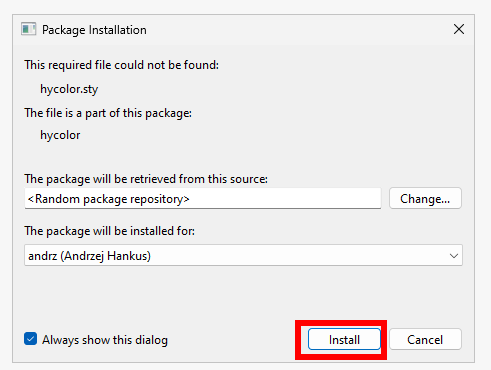 Package Installation
This required file could not be found:
hycolor.sty
The file is a part of this package:
hycolor
The package will be retrieved from this source:
<Random package repository>
Change...
The package will be installed for:
andrz (Andrzej Hankus)
Always show this dialog
Install
Cancel